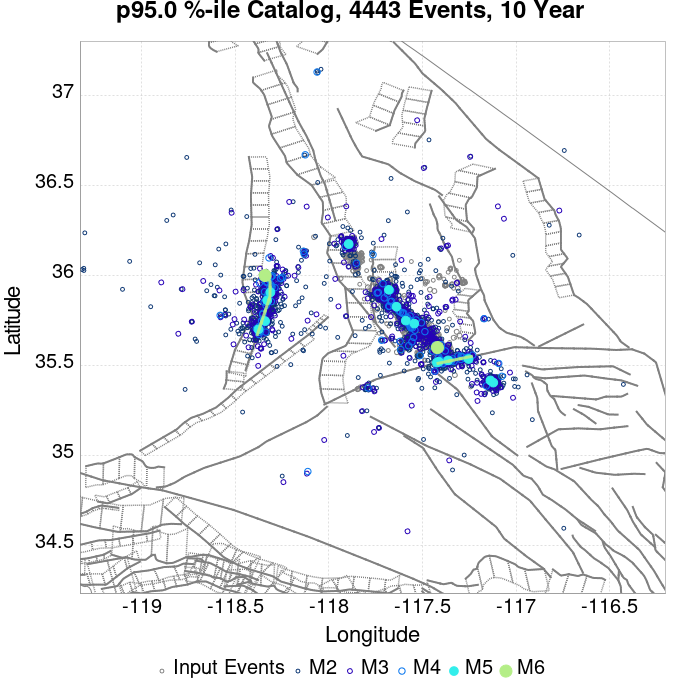 p95.0 %-ile Catalog, 4443 Events, 10 Year
37
36.5
36
35.5
35
34.5
Latitude
-119
-118.5
-118
-117.5
-117
-116.5
Longitude
Input Events
M2
M3
M4
M5
M6